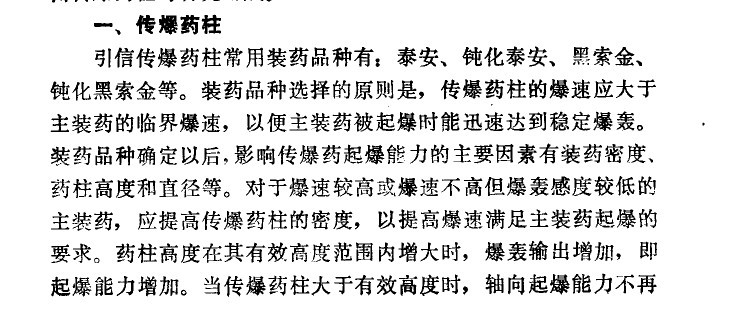 一、传爆药柱
引信传爆药柱常用装药品种有：泰安、钝化泰安、黑索金、
钝化黑索金等。装药品种选择的原则是，传爆药柱的爆速应大于
主装药的临界爆速，以便主装药被起爆时能迅速达到稳定爆轰。
装药品种确定以后，影响传爆药起爆能力的主要因素有装药密度、
药柱高度和直径等。对于爆速较高或爆速不高但爆轰感度较低的
主装药，应提高传爆药柱的密度，以提高爆速满足主装药起爆的
要求。药柱高度在其有效高度范围内增大时，爆轰输出增加，即
起爆能力增加。当传爆药柱大于有效高度时，轴向起爆能力不再